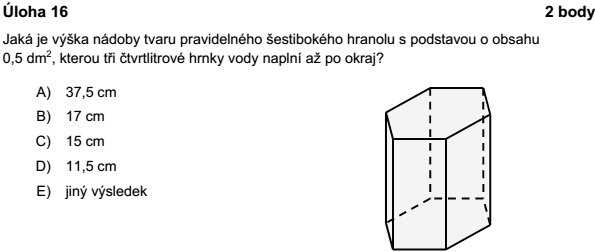 Úloha 16 2 body
Jaká je výška nádoby tvaru pravidelného šestibokého hranolu s podstavou o obsahu
0,5 dm², kterou tři čtvrtlitrové hrnky vody naplní až po okraj?
A) 37,5 cm
B) 17 cm
C) 15 cm
D) 11,5 cm
E) jiný výsledek